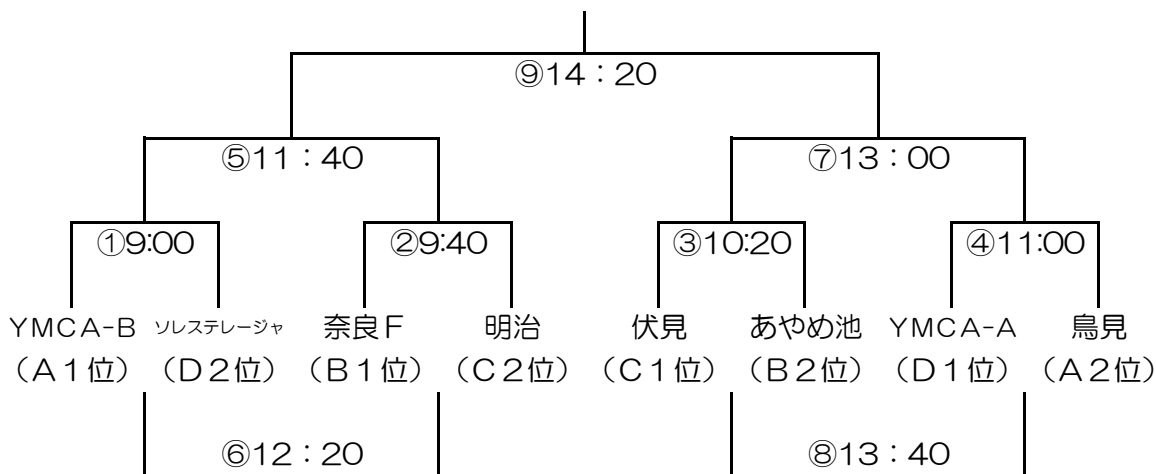 ⑨14：20
⑤11：40 ⑦13：00
①9:00 ②9:40 ③10:20 ④11:00
YMCA-B ソレステレージャ 奈良F 明治 伏見 あやめ池 YMCA-A 鳥見
（A1位） （D2位） （B1位） （C2位） （C1位） （B2位） （D1位） （A2位）
⑥12：20 ⑧13：40